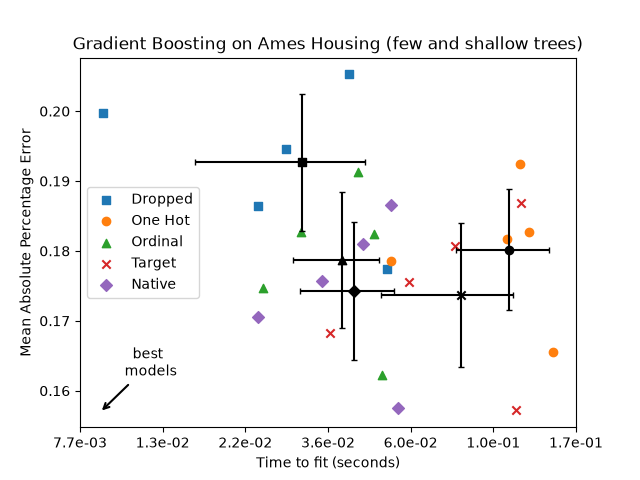 Gradient Boosting on Ames Housing (few and shallow trees)
Mean Absolute Percentage Error
0.20
0.19
0.18
0.17
0.16
Dropped
One Hot
Ordinal
Target
Native
best
models
7.7e-03
1.3e-02
2.2e-02
3.6e-02
6.0e-02
1.0e-01
1.7e-01
Time to fit (seconds)